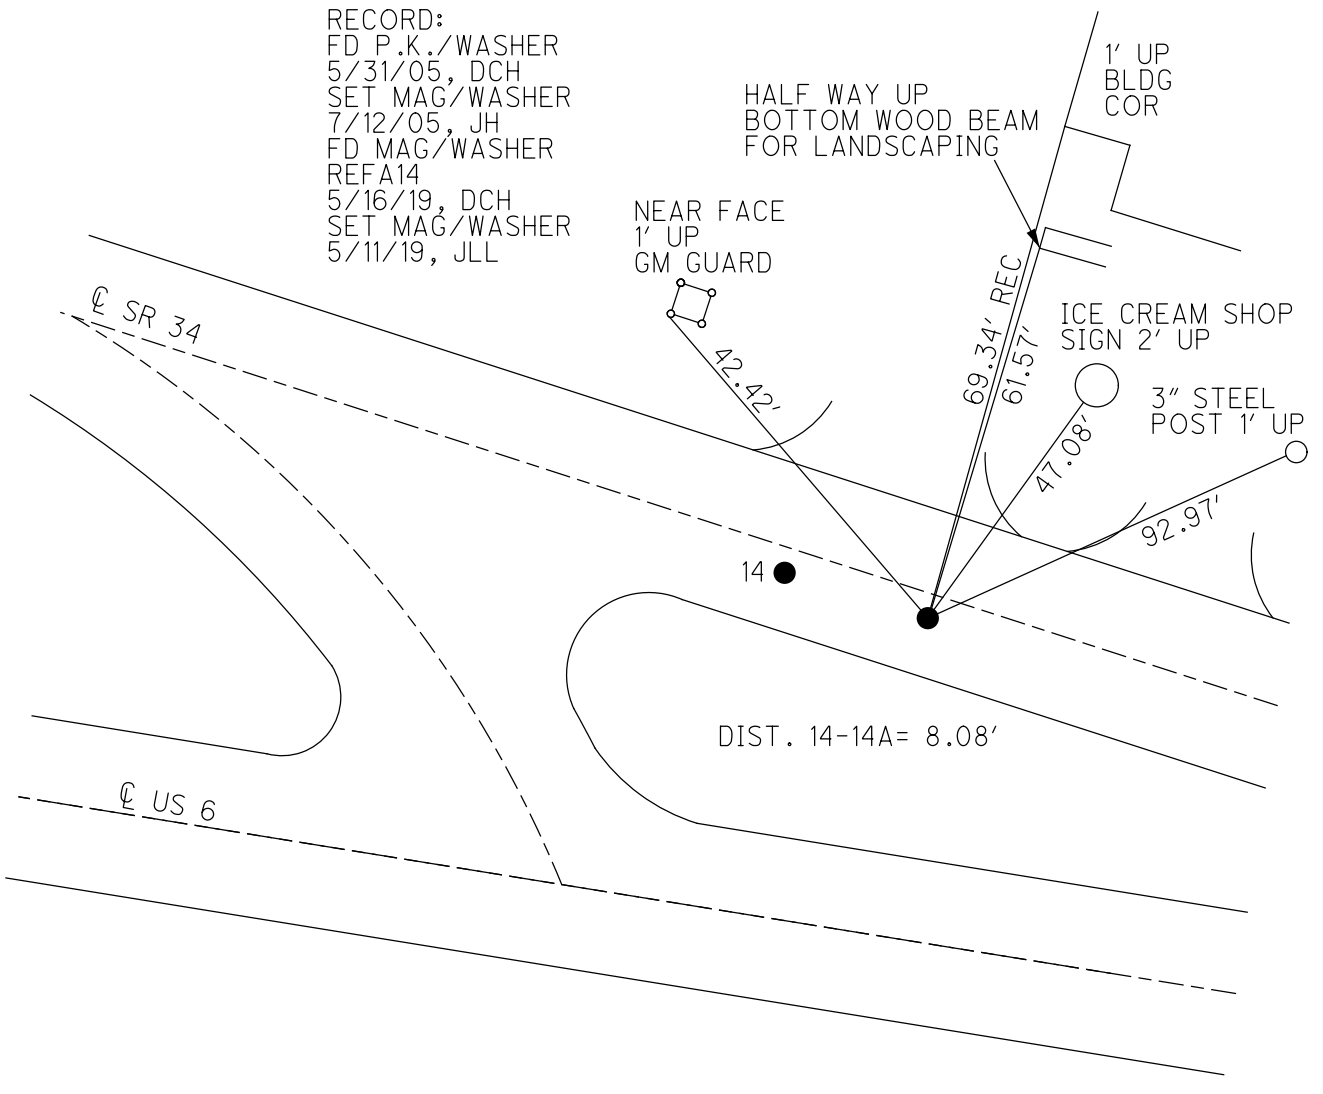 RECORD:
FD P.K./WASHER
5/31/05, DCH
SET MAG/WASHER
7/12/05, JH
FD MAG/WASHER
REFA14
5/16/19, DCH
SET MAG/WASHER
5/11/19, JLL
1' UP
BLDG
COR
HALF WAY UP
BOTTOM WOOD BEAM
FOR LANDSCAPING
NEAR FACE
1' UP
GM GUARD
℄ SR 34
42.42'
69.34' REC
61.57'
ICE CREAM SHOP
SIGN 2' UP
47.08'
3" STEEL
POST 1' UP
92.97'
14
DIST. 14-14A= 8.08'
℄ US 6